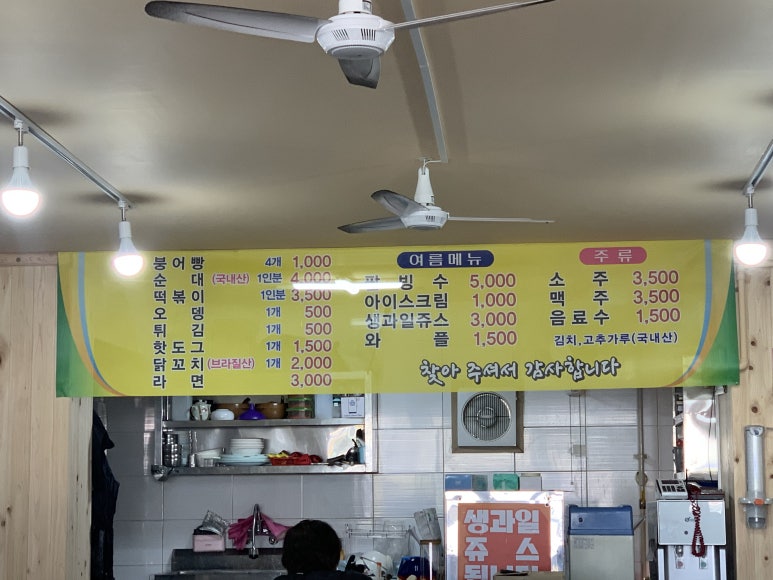 붕어빵 4개 1,000
순대 (국내산) 1인분 4,000
떡볶이 1인분 3,500
오뎅 1개 500
튀김 1개 500
핫도그 1개 1,500
닭꼬치 (브라질산) 1개 2,000
라면 3,000
여름메뉴
팥빙수 5,000
아이스크림 1,000
생과일쥬스 3,000
와플 1,500
주류
소주 3,500
맥주 3,500
음료수 1,500
김치,고추가루(국내산)
찾아 주셔서 감사합니다
생과일
쥬스